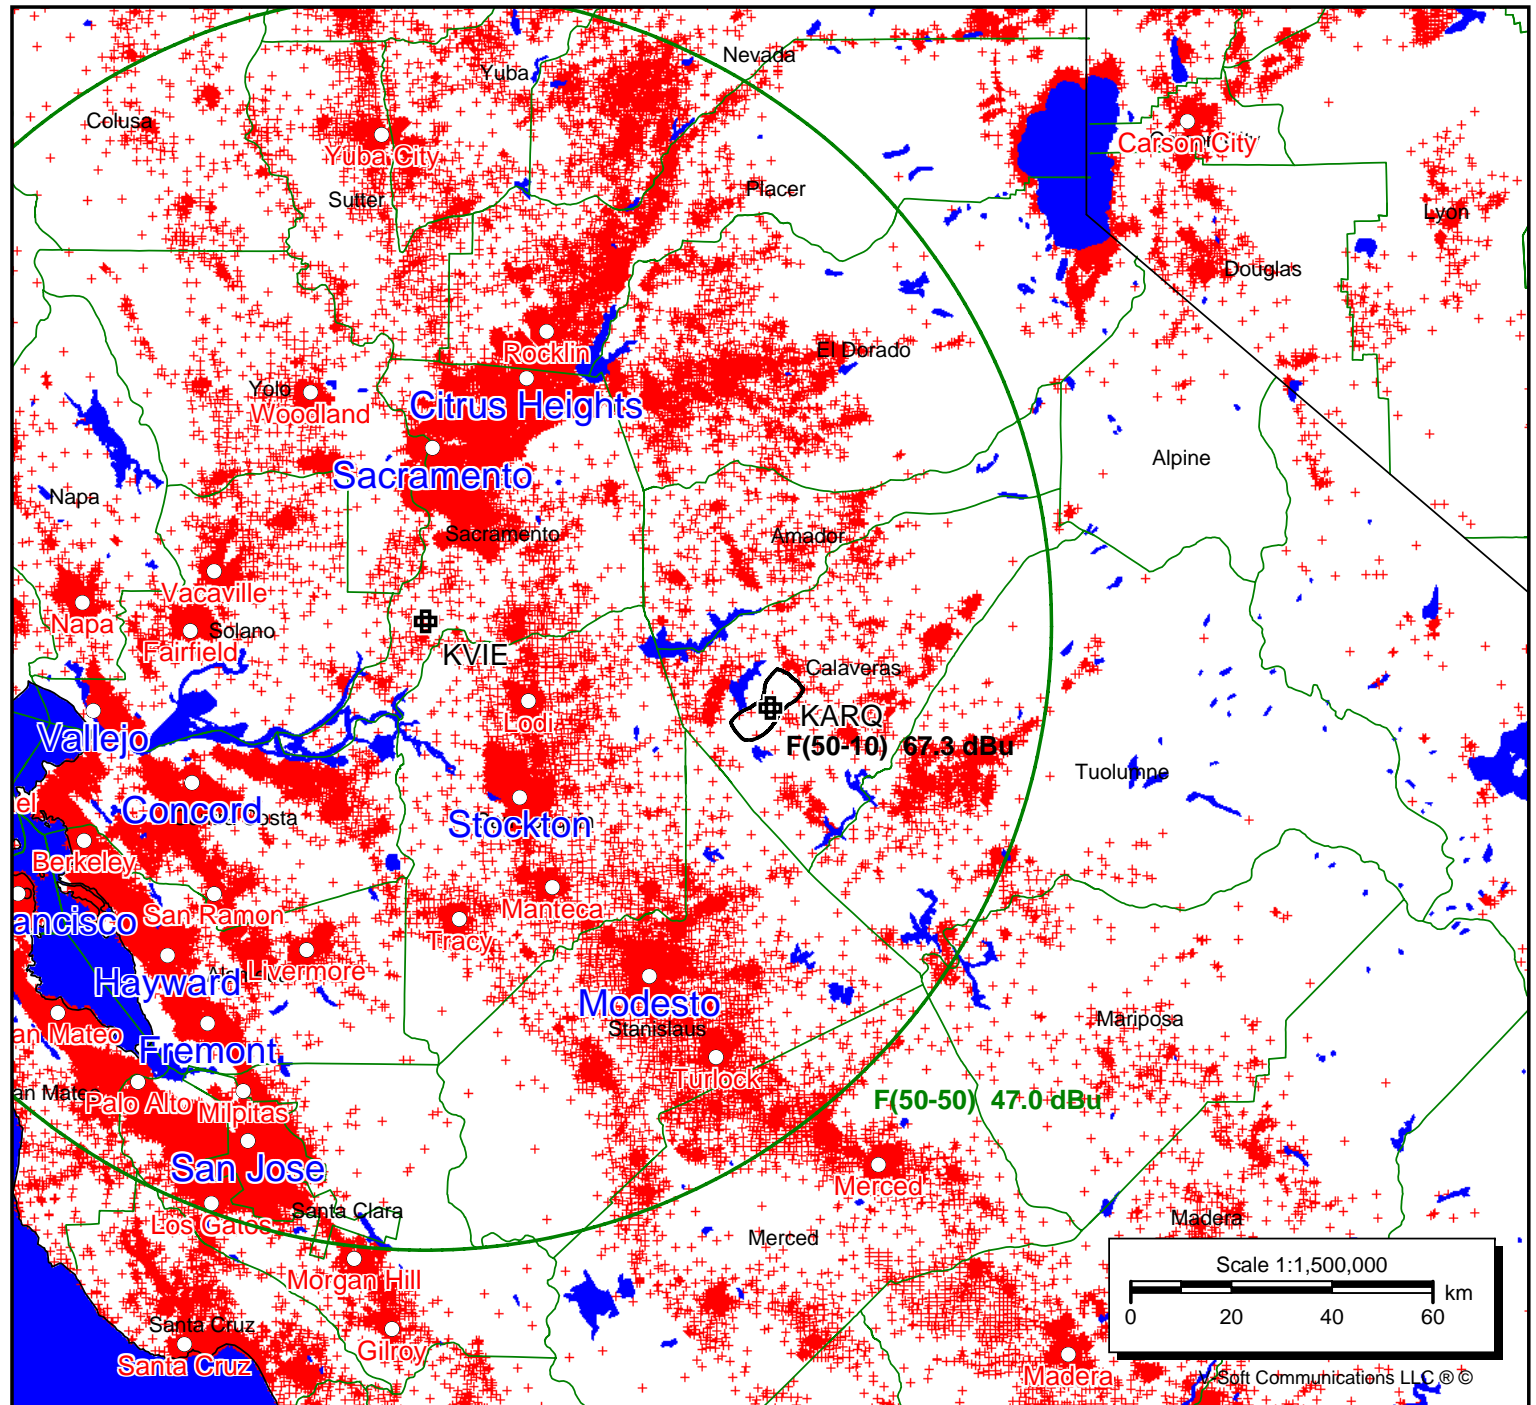 Nevada
Yuba
Colusa
Yuba City
Carson City
Placer
Sutter
Lyon
Douglas
Rocklin
El Dorado
Yolo
Woodland
Citrus Heights
Alpine
Sacramento
Napa
Sacramento
Amador
Vacaville
Napa
Solano
Fairfield
KVIE
Calaveras
KARQ
Lodi
Vallejo
F(50-10) 67.3 dBu
Tuolumne
el
Concord
osta
Stockton
Berkeley
San Ramon
Manteca
ancisco
Tracy
Livermore
Hayward
Modesto
Stanislaus
Mariposa
an Mateo
Fremont
Turlock
an Mateo
Palo Alto
Milpitas
F(50-50) 47.0 dBu
San Jose
Merced
Los Gatos
Santa Clara
Madera
Merced
Morgan Hill
Scale 1:1,500,000
km
0 20 40 60
Santa Cruz
Gilroy
Santa Cruz
Madera
V-Soft Communications LLC ® ©